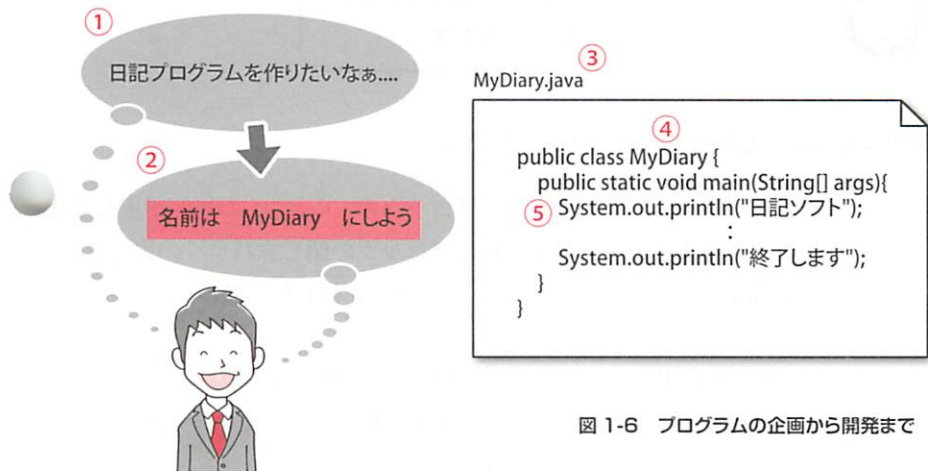 ①
日記プログラムを作りたいなぁ....
②
名前は MyDiary にしよう
③
MyDiary.java
④
public class MyDiary {
public static void main(String[] args){
⑤ System.out.println("日記ソフト");
:
System.out.println("終了します");
}
}
図 1-6 プログラムの企画から開発まで